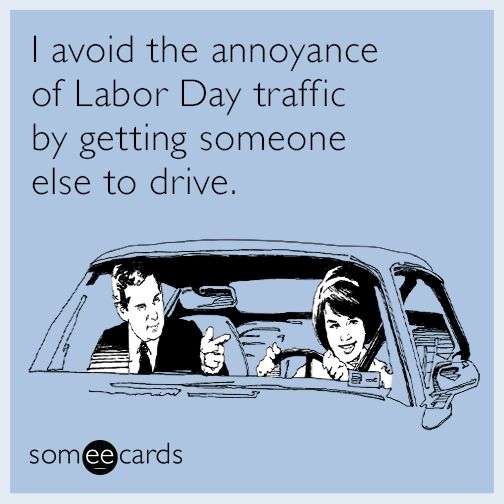 I avoid the annoyance
of Labor Day traffic
by getting someone
else to drive.
someecards